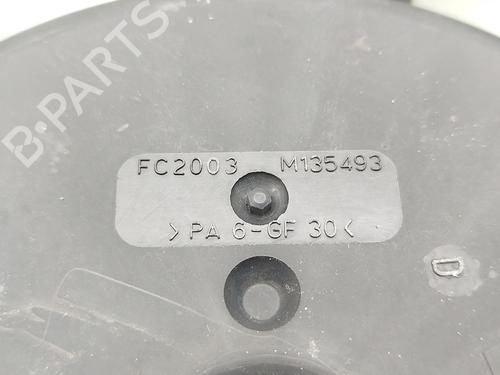 B-PARTS
FC2003 M135493
>PA 6-GF 30<
D